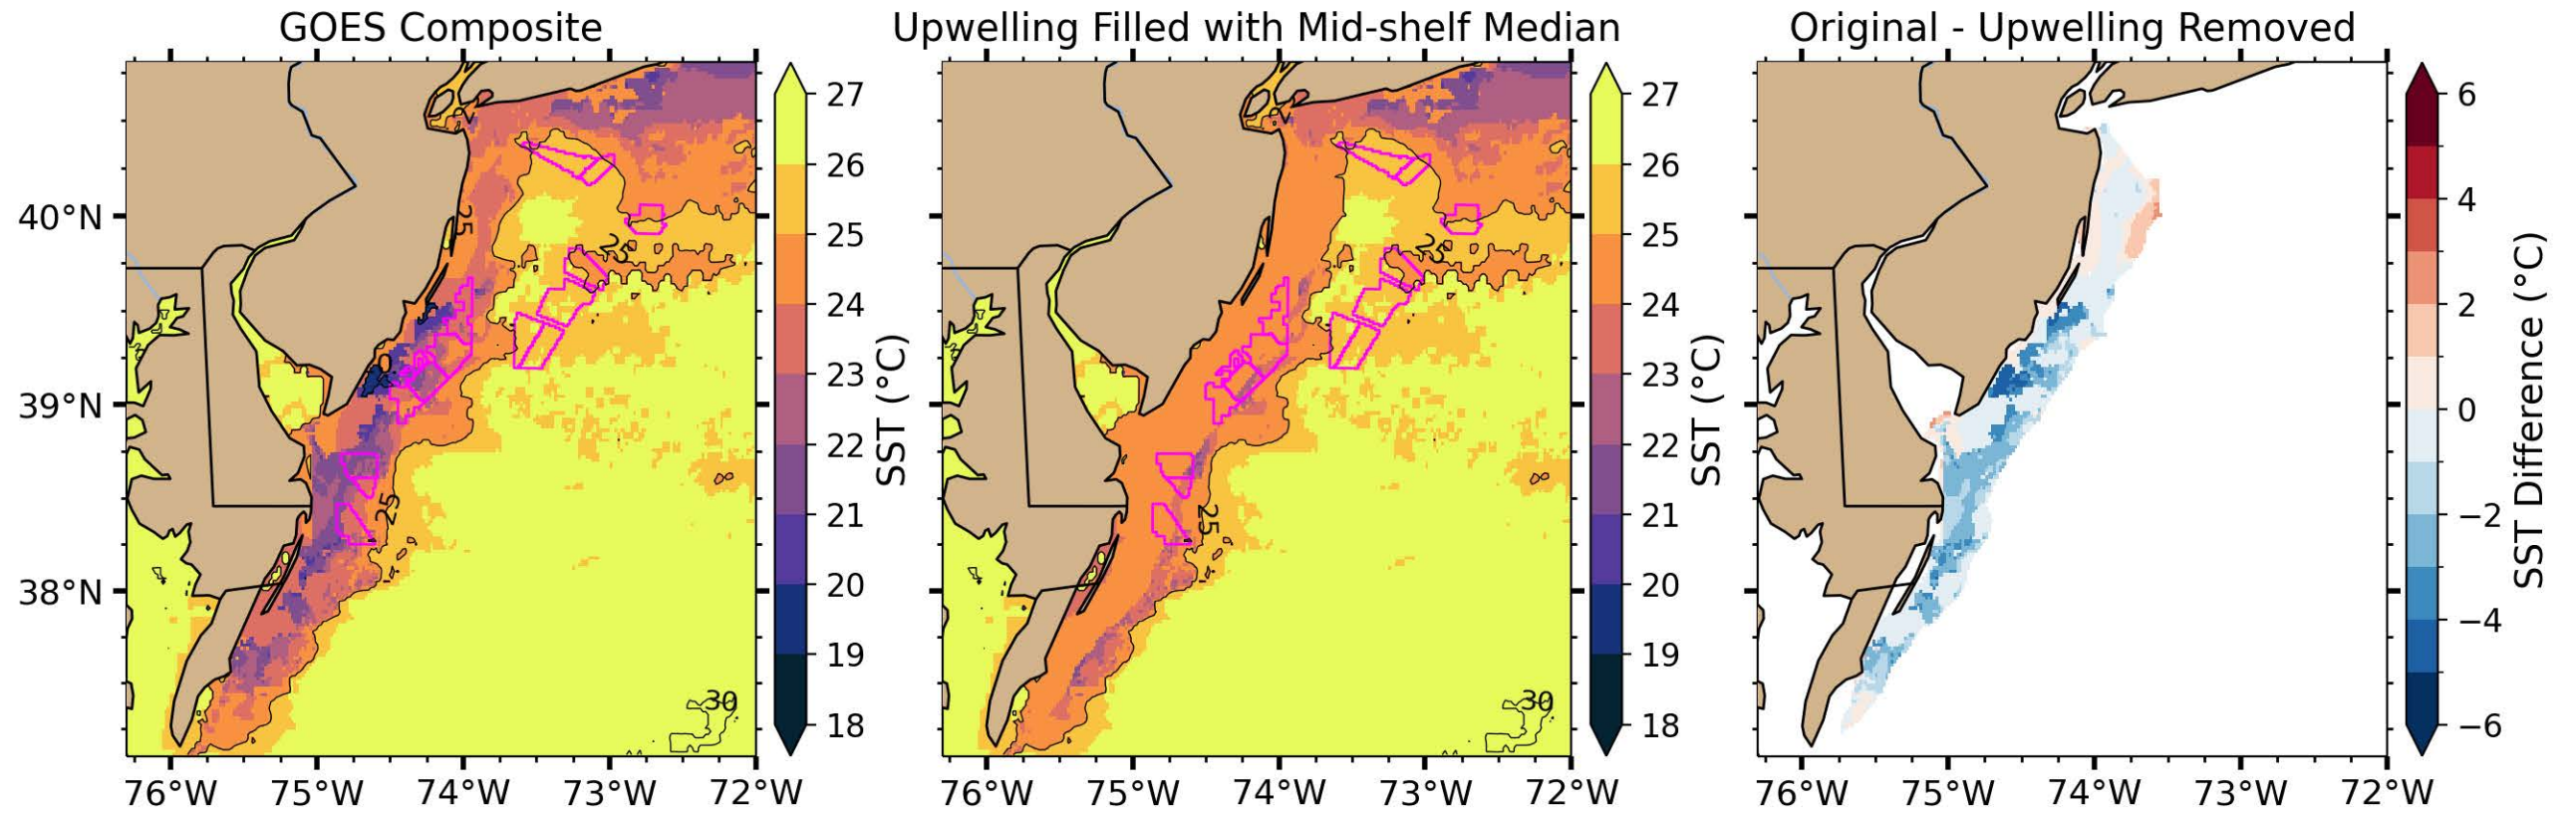 GOES Composite
Upwelling Filled with Mid-shelf Median
Original - Upwelling Removed
40°N
39°N
38°N
76°W
75°W
74°W
73°W
72°W
25
25
25
30
27
26
25
24
23
22
21
20
19
18
SST (°C)
76°W
75°W
74°W
73°W
72°W
25
25
30
27
26
25
24
23
22
21
20
19
18
SST (°C)
76°W
75°W
74°W
73°W
72°W
6
4
2
0
−2
−4
−6
SST Difference (°C)